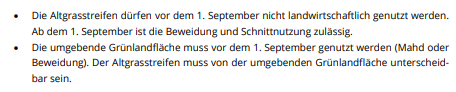 • Die Altgrasstreifen dürfen vor dem 1. September nicht landwirtschaftlich genutzt werden.
Ab dem 1. September ist die Beweidung und Schnittnutzung zulässig.
• Die umgebende Grünlandfläche muss vor dem 1. September genutzt werden (Mahd oder
Beweidung). Der Altgrasstreifen muss von der umgebenden Grünlandfläche unterscheid-
bar sein.